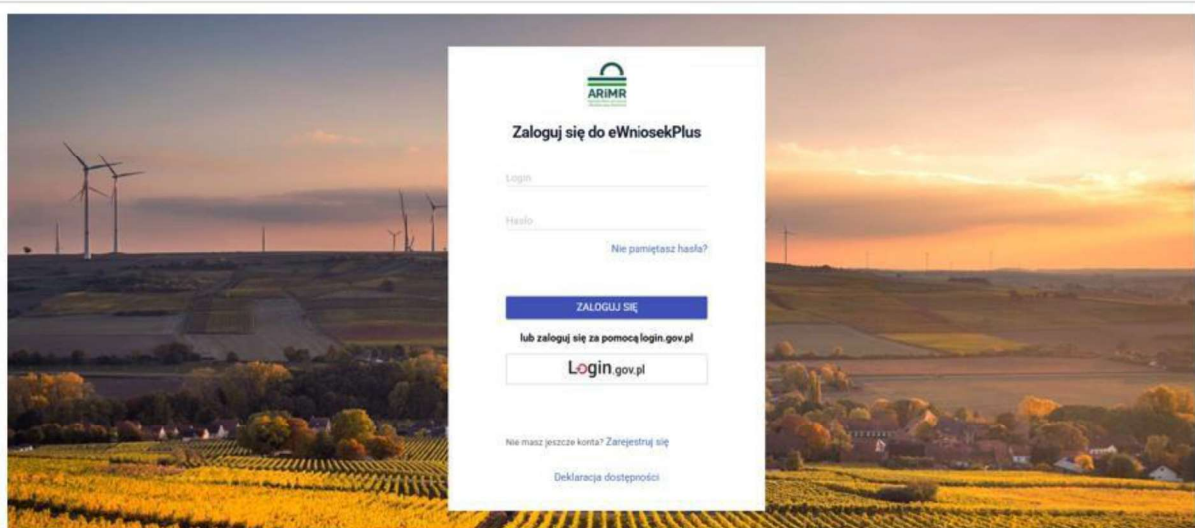 ARiMR
Zaloguj się do eWniosekPlus
Login
Hasło
Nie pamiętasz hasła?
ZALOGUJ SIĘ
lub zaloguj się za pomocą login.gov.pl
Login.gov.pl
Nie masz jeszcze konta? Zarejestruj się
Deklaracja dostępności